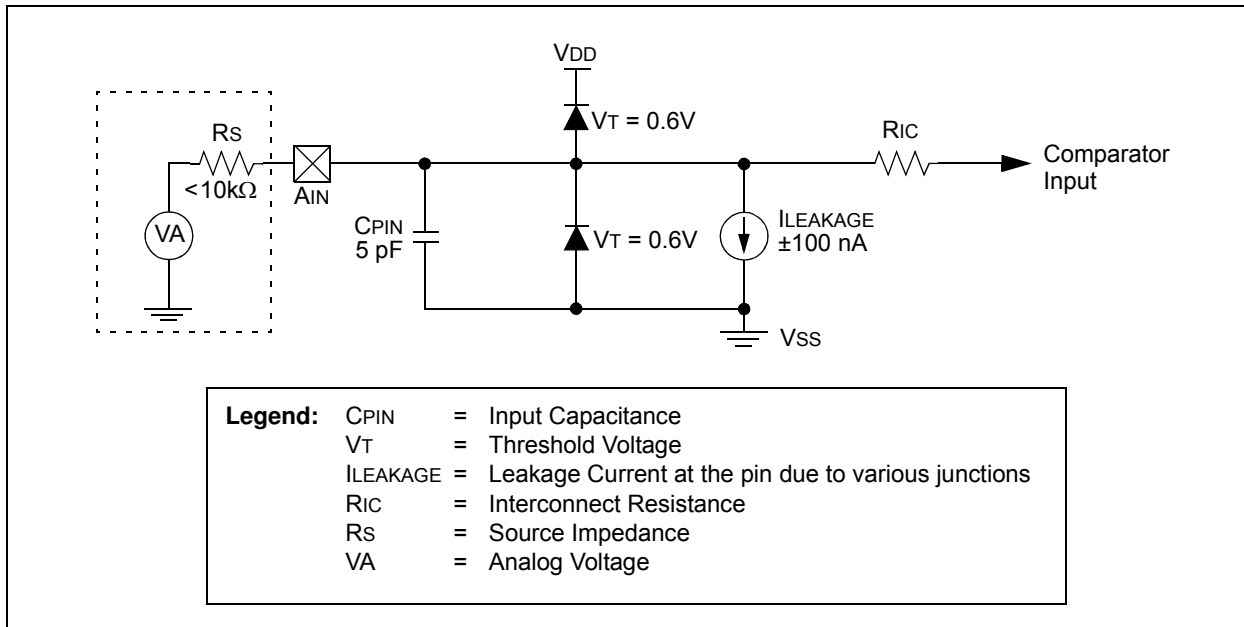 VDD
VT = 0.6V
RIC
Comparator
Input
RS
<10kΩ
AIN
VA
CPIN
5 pF
VT = 0.6V
ILEAKAGE
±100 nA
VSS
Legend: CPIN = Input Capacitance
VT = Threshold Voltage
ILEAKAGE = Leakage Current at the pin due to various junctions
RIC = Interconnect Resistance
RS = Source Impedance
VA = Analog Voltage